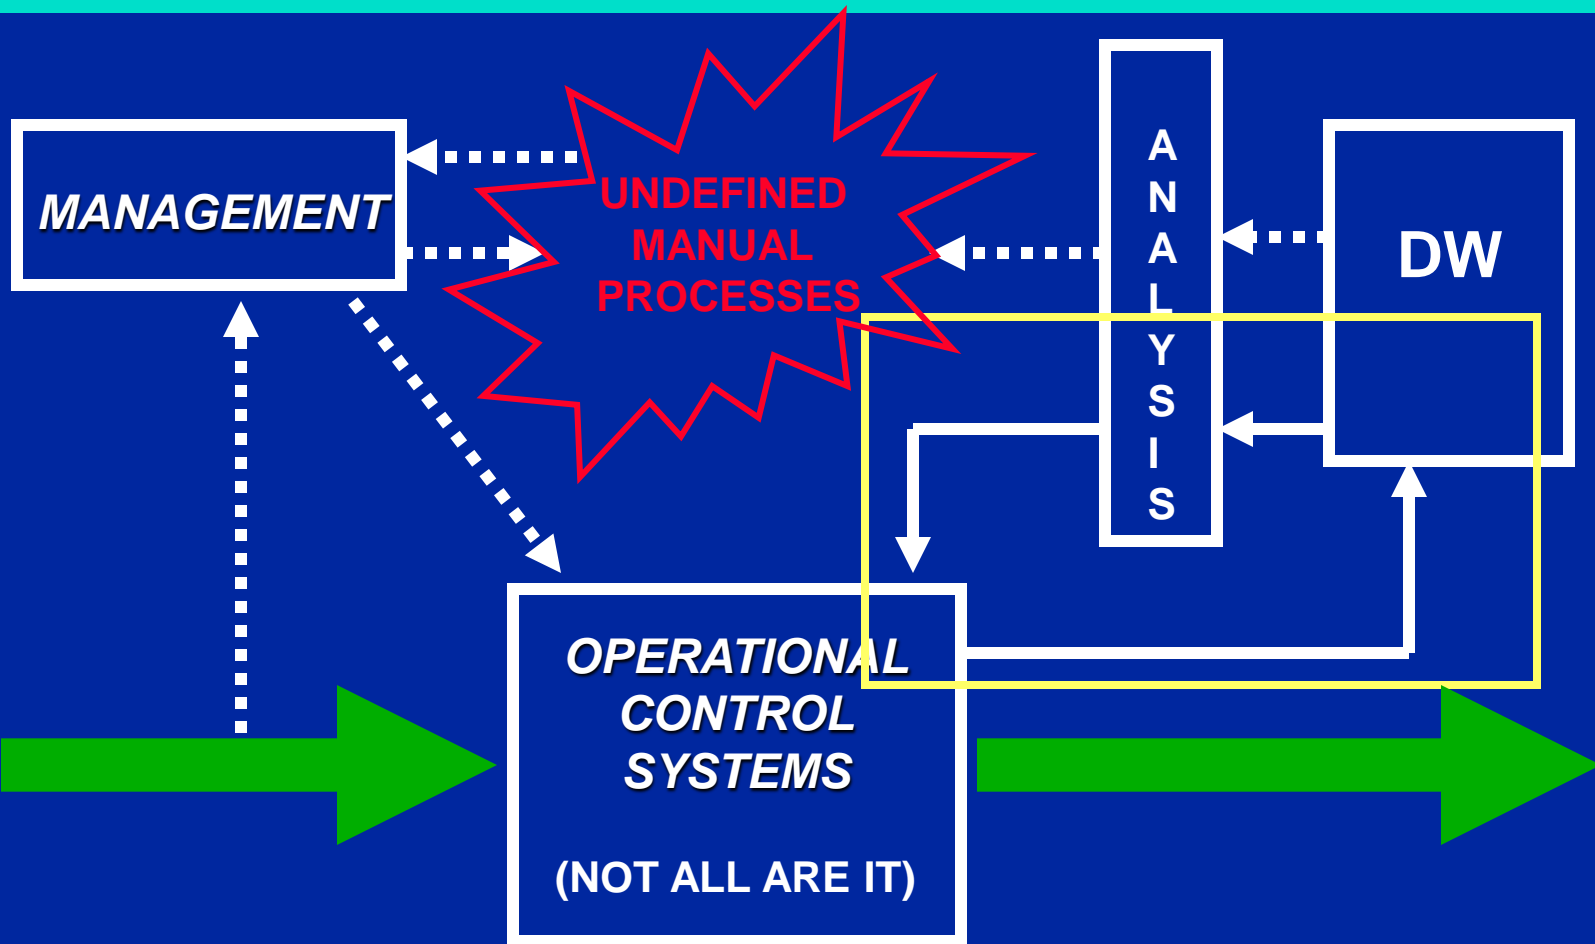 MANAGEMENT
UNDEFINED
MANUAL
PROCESSES
A
N
A
L
Y
S
I
S
DW
OPERATIONAL
CONTROL
SYSTEMS
(NOT ALL ARE IT)